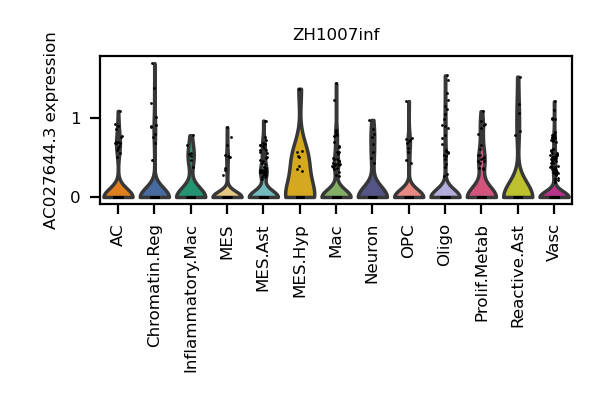 ZH1007inf
AC027644.3 expression
1
0
AC
Chromatin.Reg
Inflammatory.Mac
MES
MES.Ast
MES.Hyp
Mac
Neuron
OPC
Oligo
Prolif.Metab
Reactive.Ast
Vasc